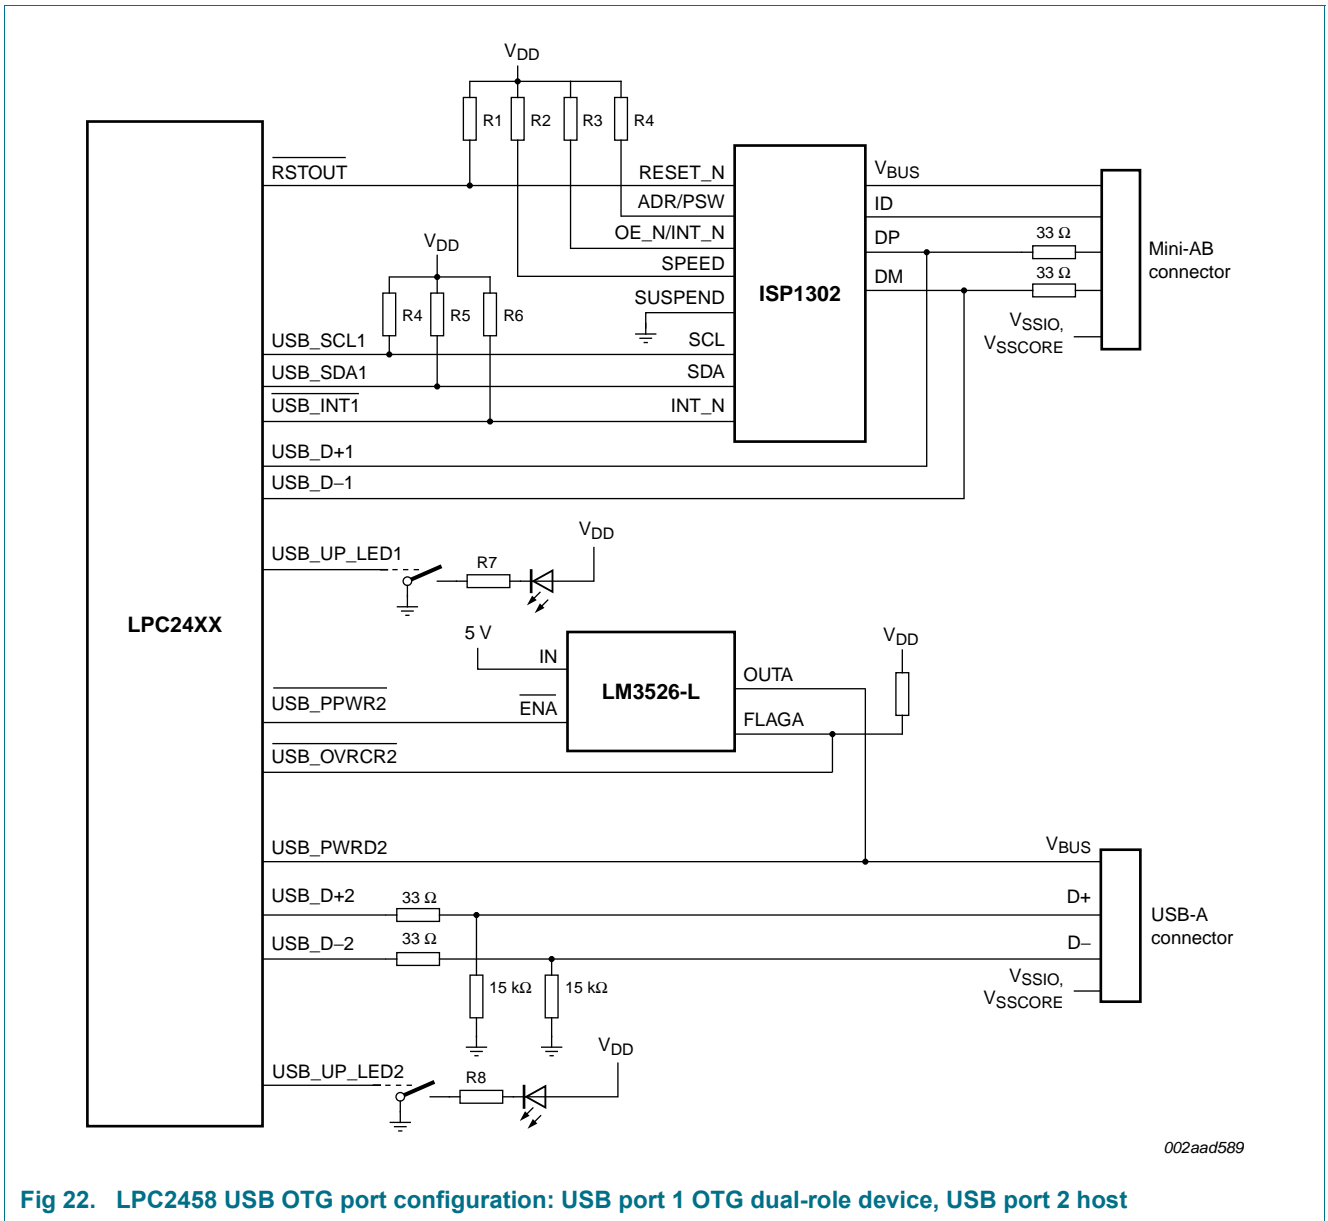 VDD
R1 R2 R3 R4
RSTOUT RESET_N VBUS
ADR/PSW ID
OE_N/INT_N DP 33 Ω
Mini-AB
connector
VDD SPEED DM 33 Ω
SUSPEND ISP1302
R4 R5 R6
VSSIO,
VSSCORE
USB_SCL1 SCL
USB_SDA1 SDA
USB_INT1 INT_N
USB_D+1
USB_D–1
VDD
USB_UP_LED1 R7
LPC24XX
5 V IN LM3526-L OUTA VDD
USB_PPWR2 ENA FLAGA
USB_OVRCR2
USB_PWRD2 VBUS
USB_D+2 33 Ω D+
USB-A
connector
USB_D–2 33 Ω D–
15 kΩ 15 kΩ
VSSIO,
VSSCORE
VDD
USB_UP_LED2 R8
002aad589
Fig 22. LPC2458 USB OTG port configuration: USB port 1 OTG dual-role device, USB port 2 host